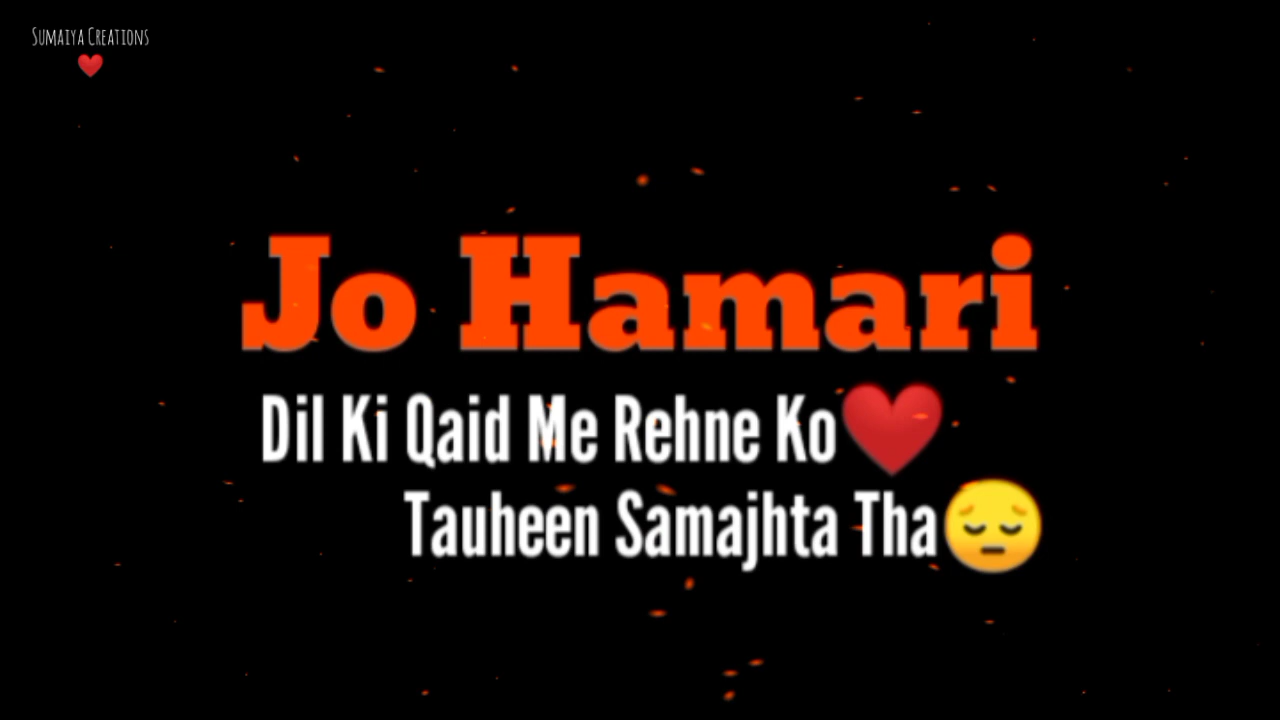 Sumaiya Creations
❤️
Jo Hamari
Dil Ki Qaid Me Rehne Ko❤️
Tauheen Samajhta Tha😔